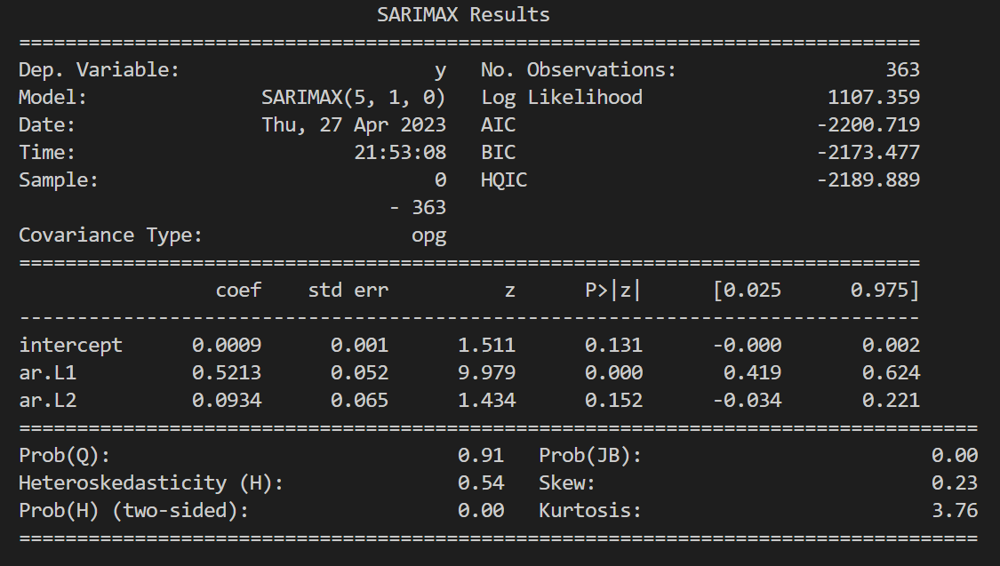 SARIMAX Results
==============================================================================
Dep. Variable:                      y   No. Observations:                  363
Model:               SARIMAX(5, 1, 0)   Log Likelihood                1107.359
Date:                Thu, 27 Apr 2023   AIC                          -2200.719
Time:                        21:53:08   BIC                          -2173.477
Sample:                             0   HQIC                         -2189.889
                                - 363
Covariance Type:                  opg
==============================================================================
                 coef    std err          z      P>|z|      [0.025      0.975]
------------------------------------------------------------------------------
intercept      0.0009      0.001      1.511      0.131      -0.000       0.002
ar.L1          0.5213      0.052      9.979      0.000       0.419       0.624
ar.L2          0.0934      0.065      1.434      0.152      -0.034       0.221
===================================================================================
Prob(Q):                              0.91   Prob(JB):                         0.00
Heteroskedasticity (H):               0.54   Skew:                             0.23
Prob(H) (two-sided):                  0.00   Kurtosis:                         3.76
===================================================================================